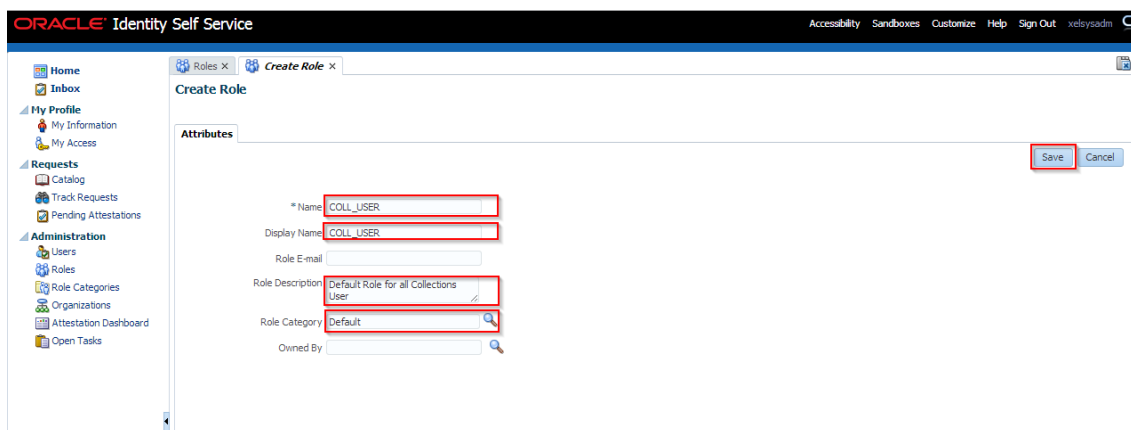 ORACLE® Identity Self Service
Accessibility Sandboxes Customize Help Sign Out xelsysadm
Home
Inbox
My Profile
My Information
My Access
Requests
Catalog
Track Requests
Pending Attestations
Administration
Users
Roles
Role Categories
Organizations
Attestation Dashboard
Open Tasks
Roles ×
Create Role ×
Create Role
Attributes
Save Cancel
* Name COLL_USER
Display Name COLL_USER
Role E-mail
Role Description Default Role for all Collections
User
Role Category Default
Owned By